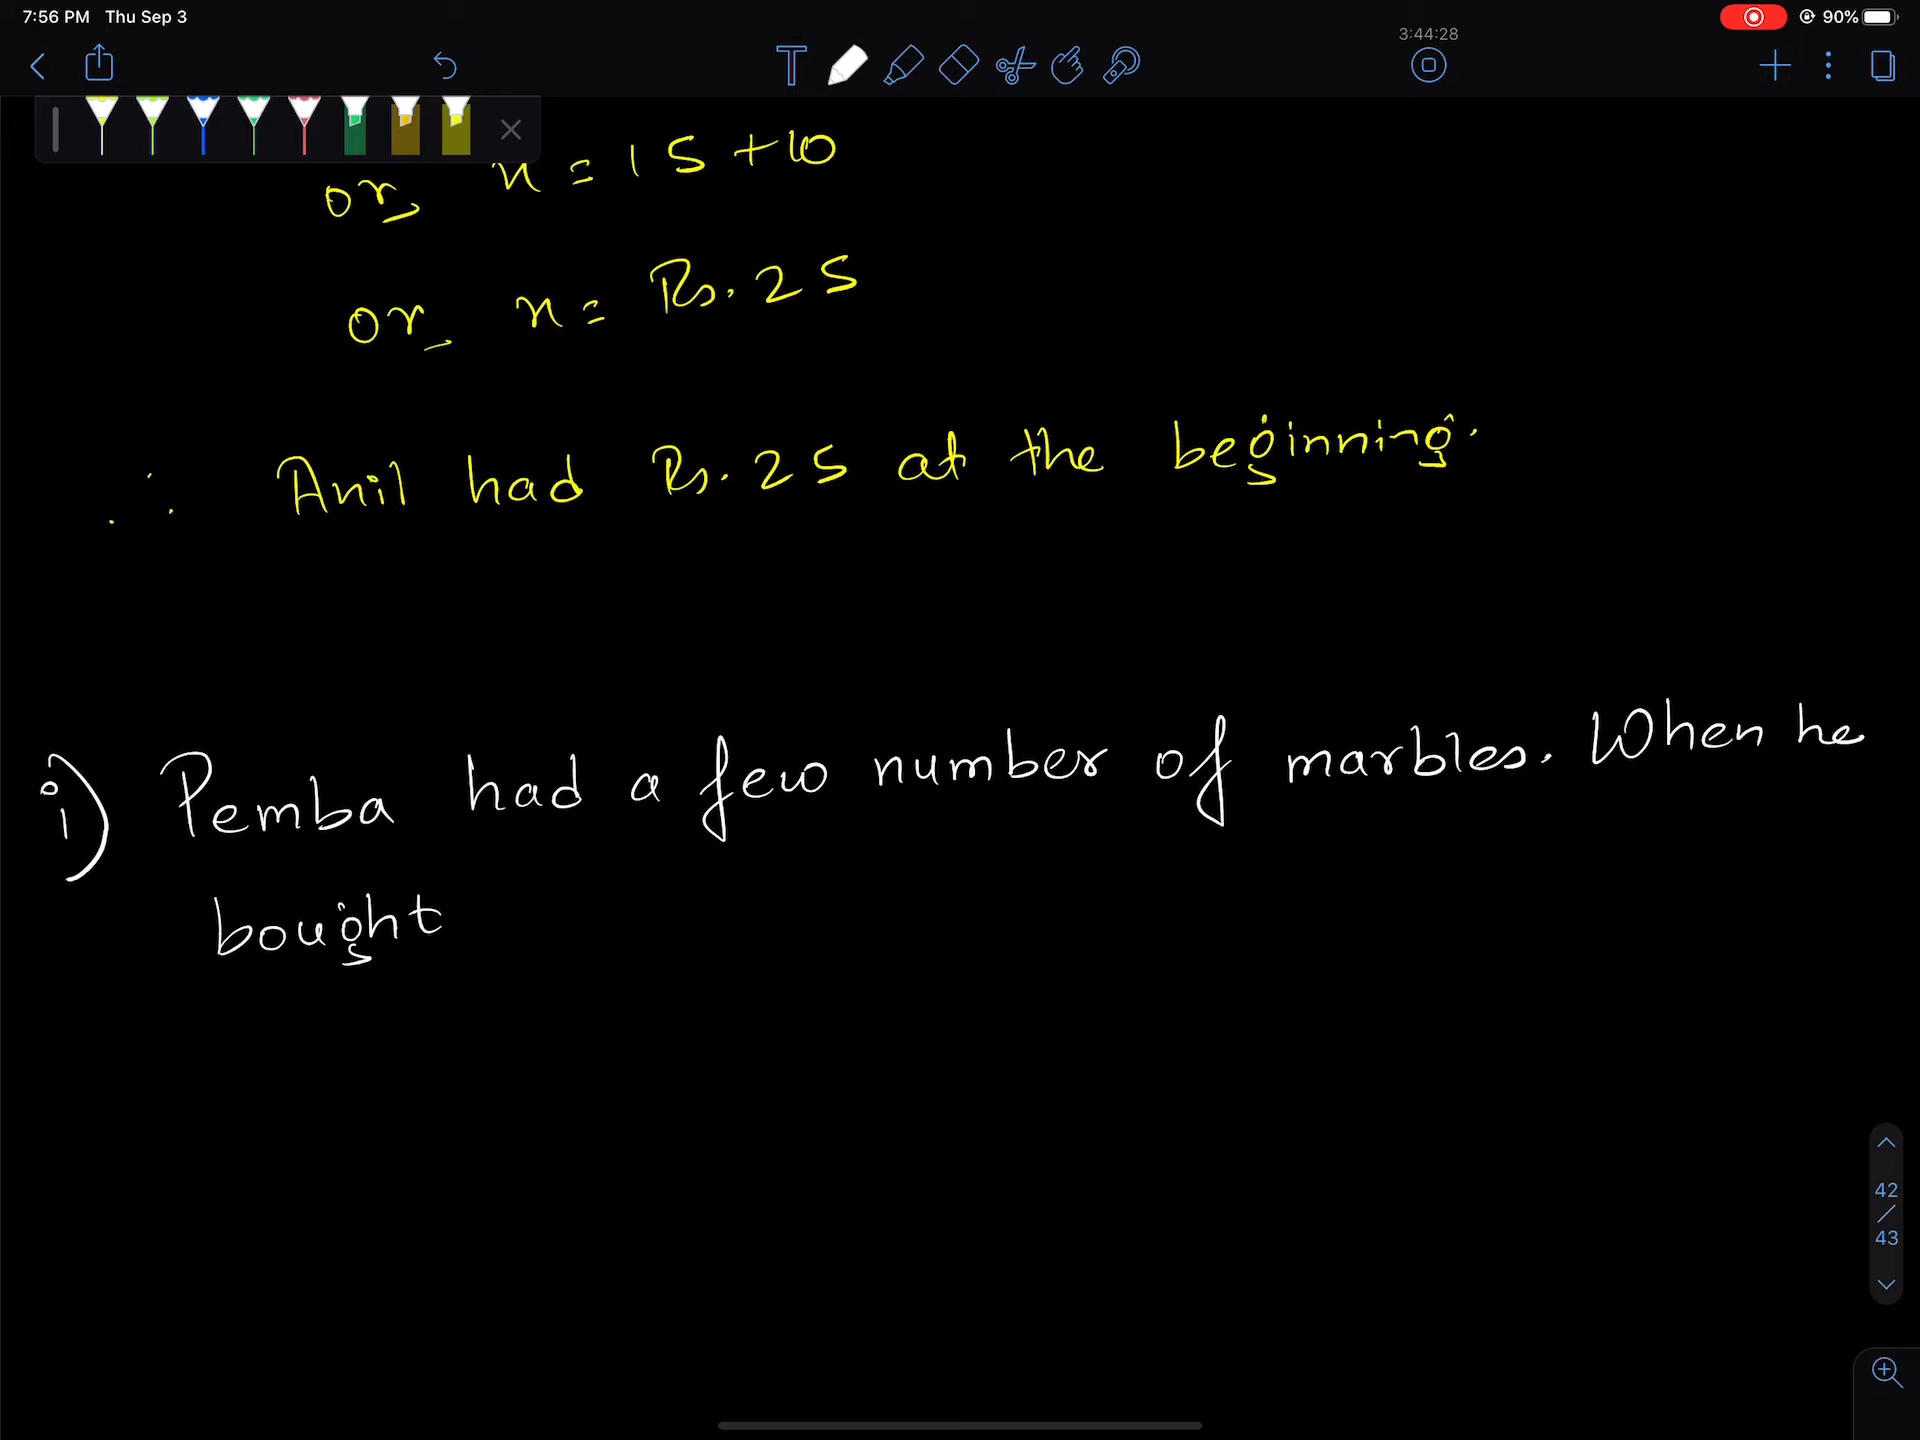 7:56 PM Thu Sep 3
90%
3:44:28
or, x = 15 + 10
or, x = Rs. 25
∴ Anil had Rs. 25 at the beginning.
i) Pemba had a few number of marbles. When he
bought
42
/
43